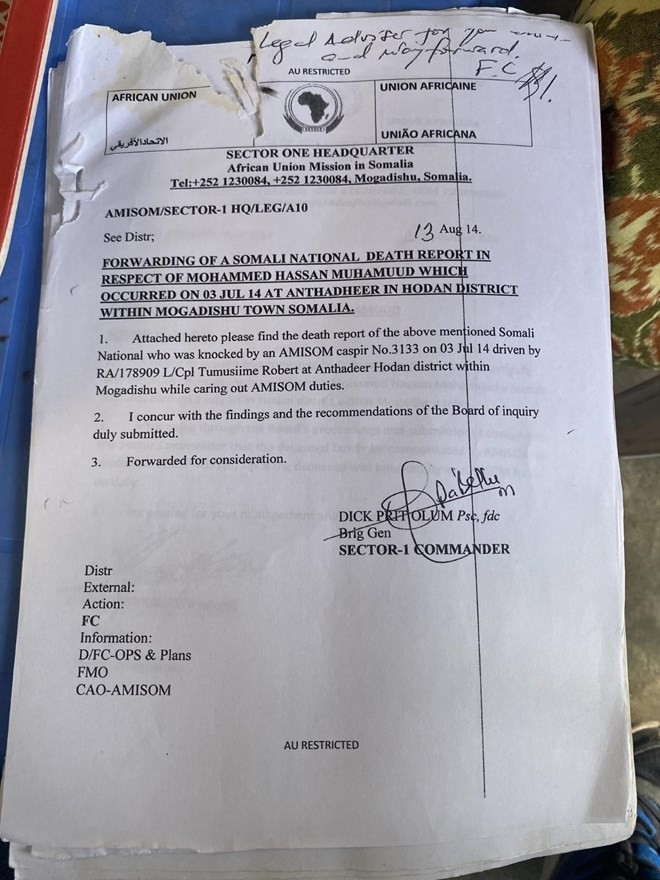 Legal Adviser for you
and way forward.
F.C
AU RESTRICTED
AFRICAN UNION
UNION AFRICAINE
الاتحاد الأفريقي
UNIÃO AFRICANA
SECTOR ONE HEADQUARTER
African Union Mission in Somalia
Tel:+252 1230084, +252 1230084, Mogadishu, Somalia.
AMISOM/SECTOR-1 HQ/LEG/A10
See Distr;
13 Aug 14.
FORWARDING OF A SOMALI NATIONAL DEATH REPORT IN
RESPECT OF MOHAMMED HASSAN MUHAMUUD WHICH
OCCURRED ON 03 JUL 14 AT ANTHADHEER IN HODAN DISTRICT
WITHIN MOGADISHU TOWN SOMALIA.
1. Attached hereto please find the death report of the above mentioned Somali
National who was knocked by an AMISOM caspir No.3133 on 03 Jul 14 driven by
RA/178909 L/Cpl Tumusiime Robert at Anthadeer Hodan district within
Mogadishu while caring out AMISOM duties.
2. I concur with the findings and the recommendations of the Board of inquiry
duly submitted.
3. Forwarded for consideration.
DICK PRIT OLUM Psc, fdc
Brig Gen
SECTOR-1 COMMANDER
Distr
External:
Action:
FC
Information:
D/FC-OPS & Plans
FMO
CAO-AMISOM
AU RESTRICTED